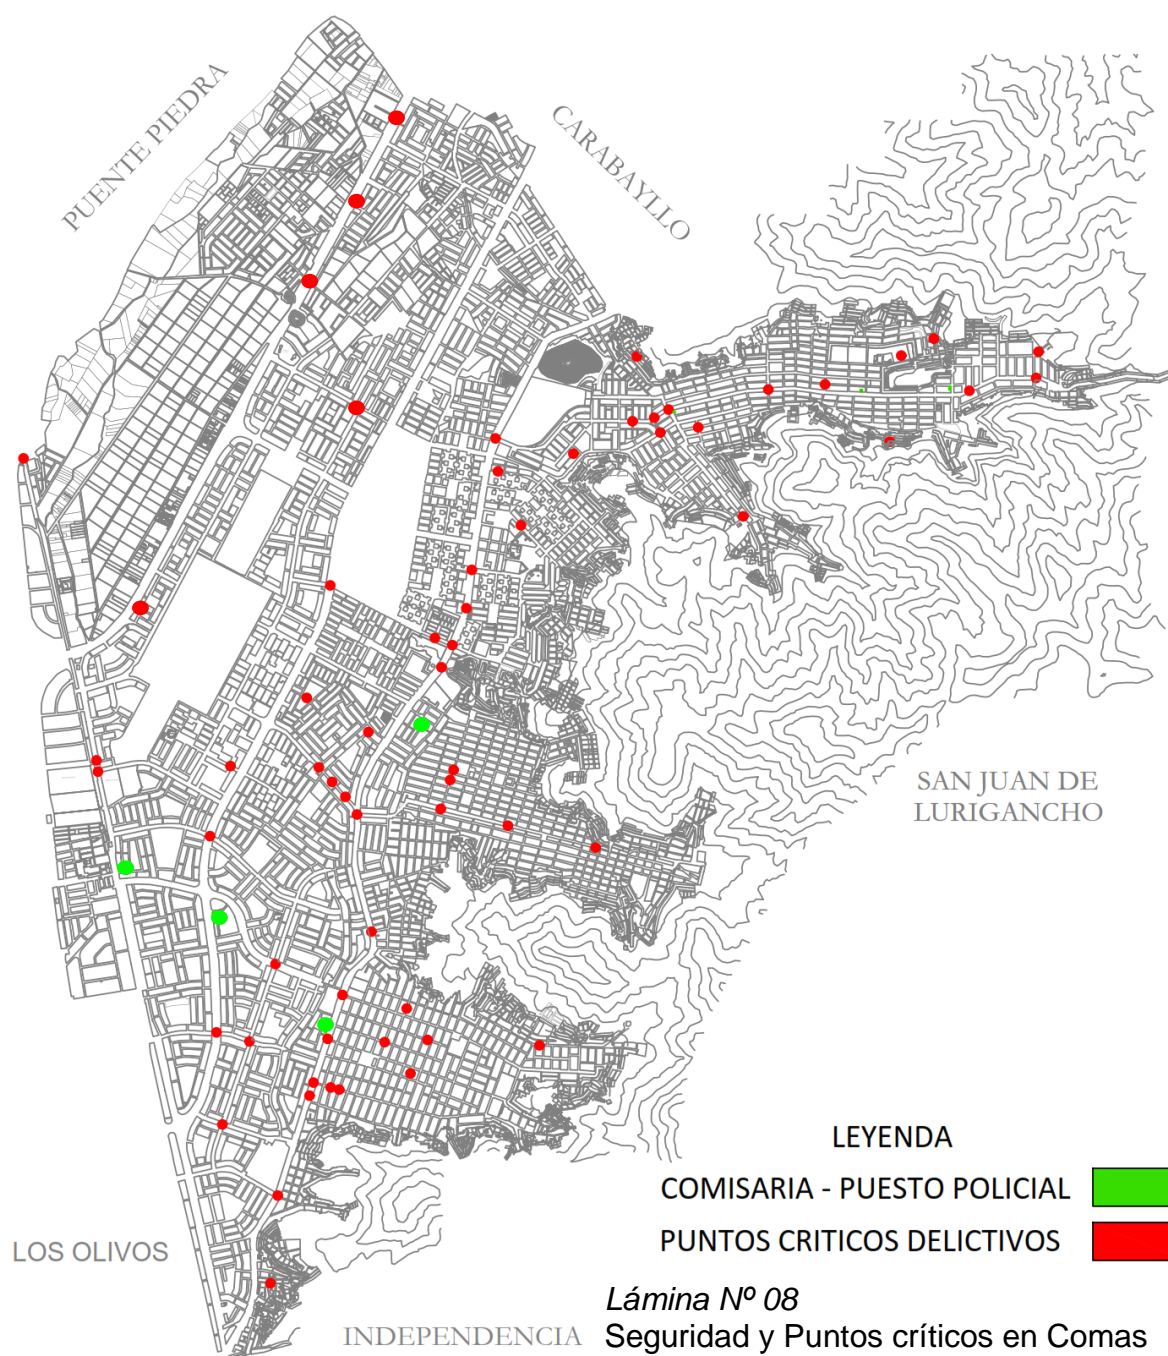 PUENTE PIEDRA
CARABAYLLO
SAN JUAN DE
LURIGANCHO
LEYENDA
COMISARIA - PUESTO POLICIAL
PUNTOS CRITICOS DELICTIVOS
LOS OLIVOS
INDEPENDENCIA
Lámina Nº 08
Seguridad y Puntos críticos en Comas